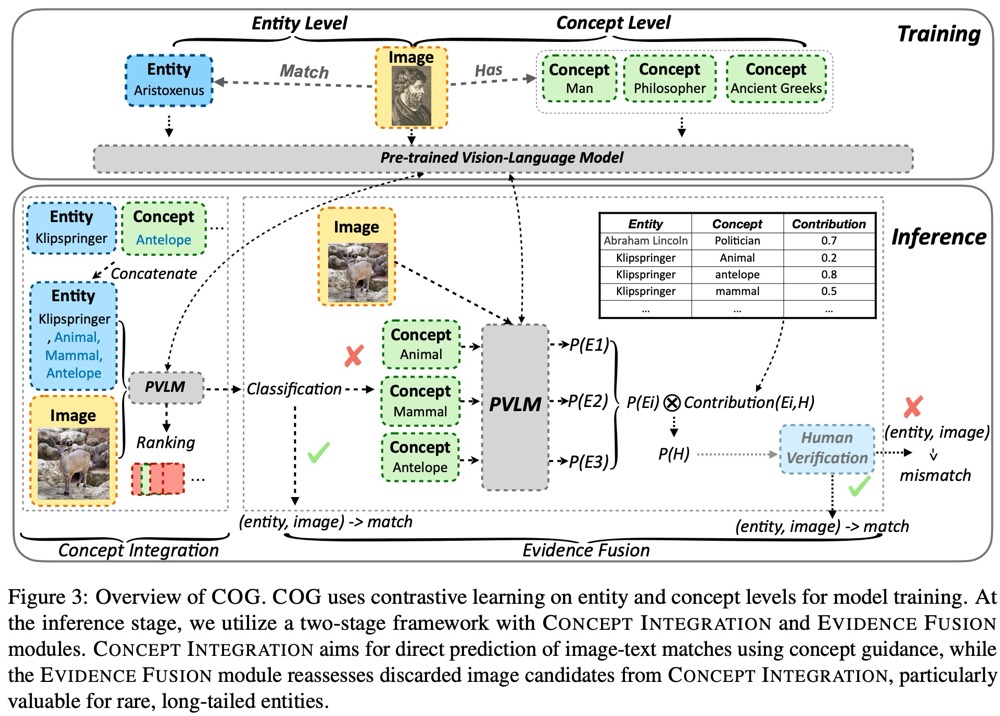 Entity Level
Concept Level
Training
Entity
Aristoxenus
Match
Image
Has
Concept
Man
Concept
Philosopher
Concept
Ancient Greeks
Pre-trained Vision-Language Model
Inference
Entity
Klipspringer
Concept
Antelope
...
Concatenate
Entity
Klipspringer
, Animal,
Mammal,
Antelope
Image
PVLM
Ranking
...
Concept Integration
Classification
(entity, image) -> match
Image
Concept
Animal
Concept
Mammal
Concept
Antelope
PVLM
P(E1)
P(E2)
P(E3)
Entity Concept Contribution
Abraham Lincoln Politician 0.7
Klipspringer Animal 0.2
Klipspringer antelope 0.8
Klipspringer mammal 0.5
... ... ...
P(Ei) ⊗ Contribution(Ei,H)
P(H)
Human
Verification
(entity, image)
mismatch
(entity, image) -> match
Evidence Fusion
Figure 3: Overview of COG. COG uses contrastive learning on entity and concept levels for model training. At
the inference stage, we utilize a two-stage framework with CONCEPT INTEGRATION and EVIDENCE FUSION
modules. CONCEPT INTEGRATION aims for direct prediction of image-text matches using concept guidance, while
the EVIDENCE FUSION module reassesses discarded image candidates from CONCEPT INTEGRATION, particularly
valuable for rare, long-tailed entities.